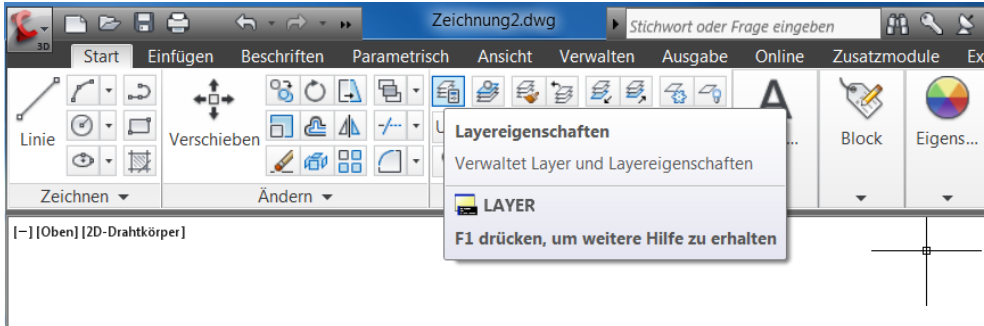 Zeichnung2.dwg
Stichwort oder Frage eingeben
3D
Start Einfügen Beschriften Parametrisch Ansicht Verwalten Ausgabe Online Zusatzmodule Ex
Linie
Verschieben
Block
Eigens...
A
Layereigenschaften
Verwaltet Layer und Layereigenschaften
LAYER
F1 drücken, um weitere Hilfe zu erhalten
Zeichnen
Ändern
[−] [Oben] [2D-Drahtkörper]